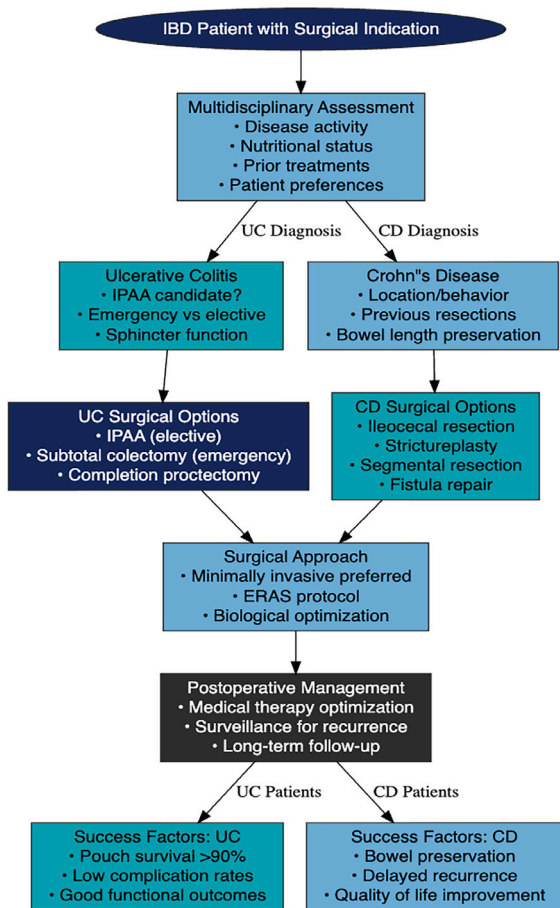 IBD Patient with Surgical Indication
Multidisciplinary Assessment
• Disease activity
• Nutritional status
• Prior treatments
• Patient preferences
UC Diagnosis
CD Diagnosis
Ulcerative Colitis
• IPAA candidate?
• Emergency vs elective
• Sphincter function
Crohn"s Disease
• Location/behavior
• Previous resections
• Bowel length preservation
UC Surgical Options
• IPAA (elective)
• Subtotal colectomy (emergency)
• Completion proctectomy
CD Surgical Options
• Ileocecal resection
• Strictureplasty
• Segmental resection
• Fistula repair
Surgical Approach
• Minimally invasive preferred
• ERAS protocol
• Biological optimization
Postoperative Management
• Medical therapy optimization
• Surveillance for recurrence
• Long-term follow-up
UC Patients
CD Patients
Success Factors: UC
• Pouch survival >90%
• Low complication rates
• Good functional outcomes
Success Factors: CD
• Bowel preservation
• Delayed recurrence
• Quality of life improvement